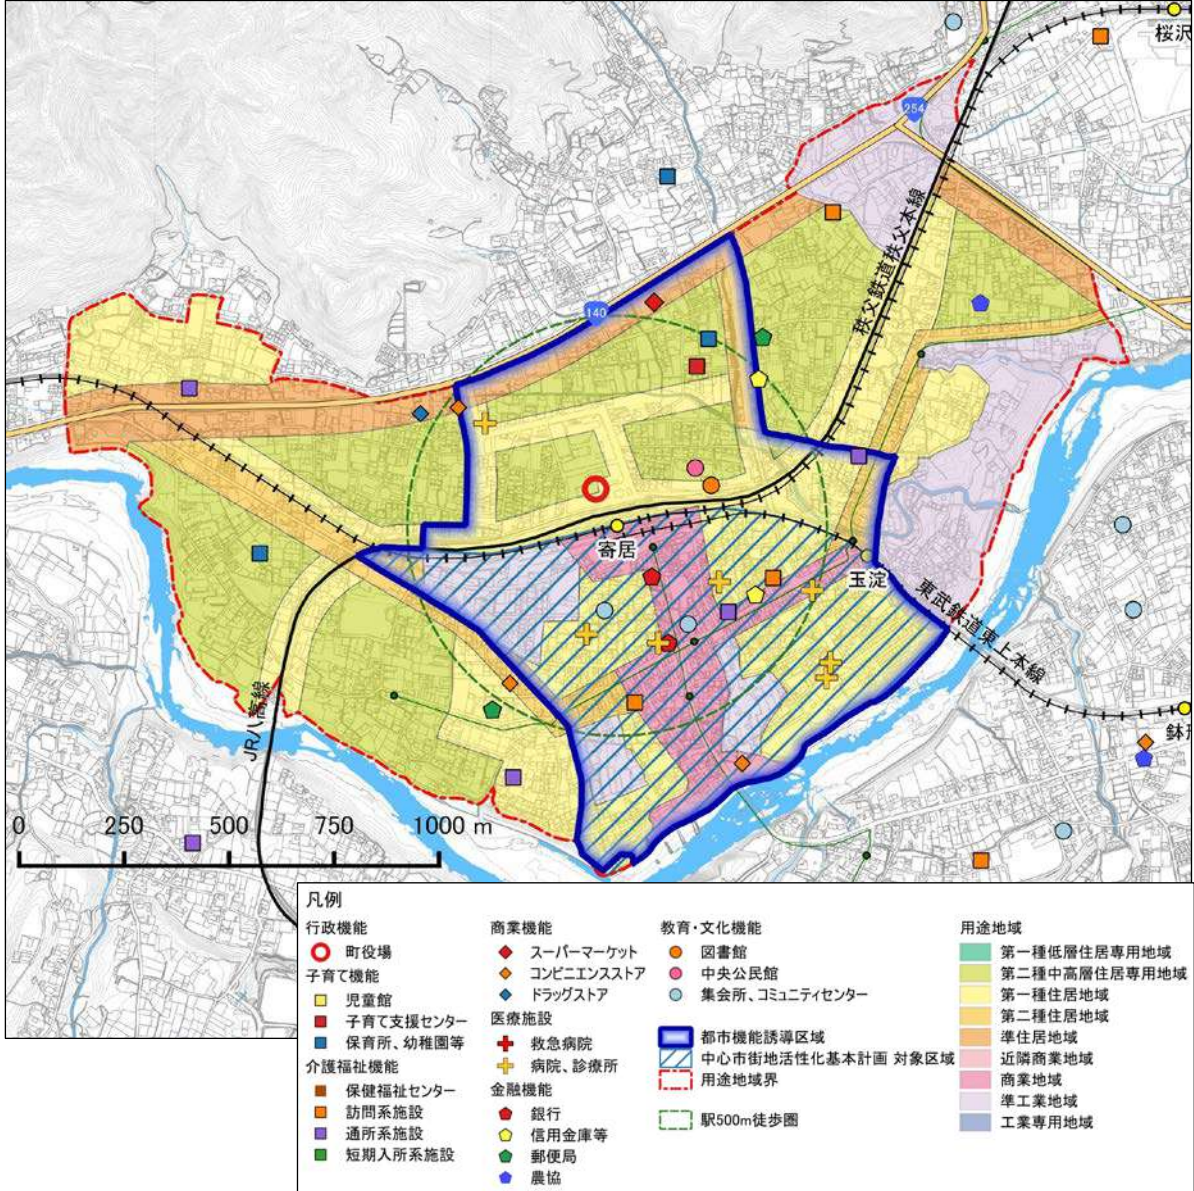 桜沢
254
秩父鉄道秩父本線
140
寄居
玉淀
東武鉄道東上本線
JR八高線
0 250 500 750 1000 m
凡例
行政機能
町役場
子育て機能
児童館
子育て支援センター
保育所、幼稚園等
介護福祉機能
保健福祉センター
訪問系施設
通所系施設
短期入所系施設
商業機能
スーパーマーケット
コンビニエンスストア
ドラッグストア
医療施設
救急病院
病院、診療所
金融機能
銀行
信用金庫等
郵便局
農協
教育・文化機能
図書館
中央公民館
集会所、コミュニティセンター
都市機能誘導区域
中心市街地活性化基本計画 対象区域
用途地域界
駅500m徒歩圏
用途地域
第一種低層住居専用地域
第二種中高層住居専用地域
第一種住居地域
第二種住居地域
準住居地域
近隣商業地域
商業地域
準工業地域
工業専用地域